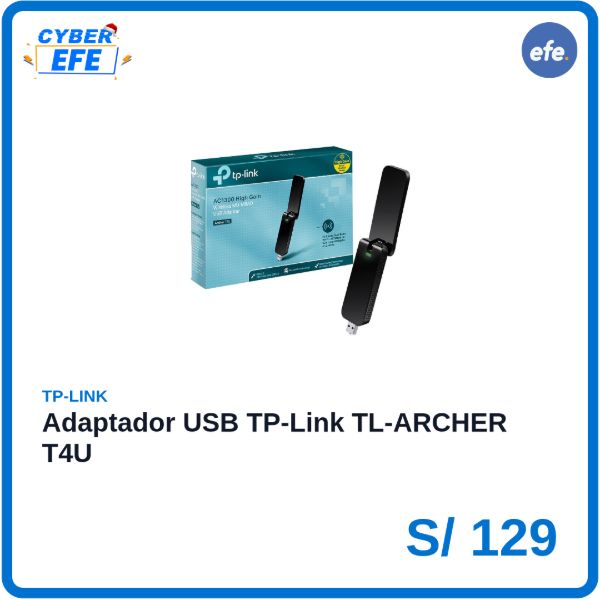 CYBER
EFE
efe.
tp-link
AC1300 High Gain
TP-LINK
Adaptador USB TP-Link TL-ARCHER
T4U
S/ 129